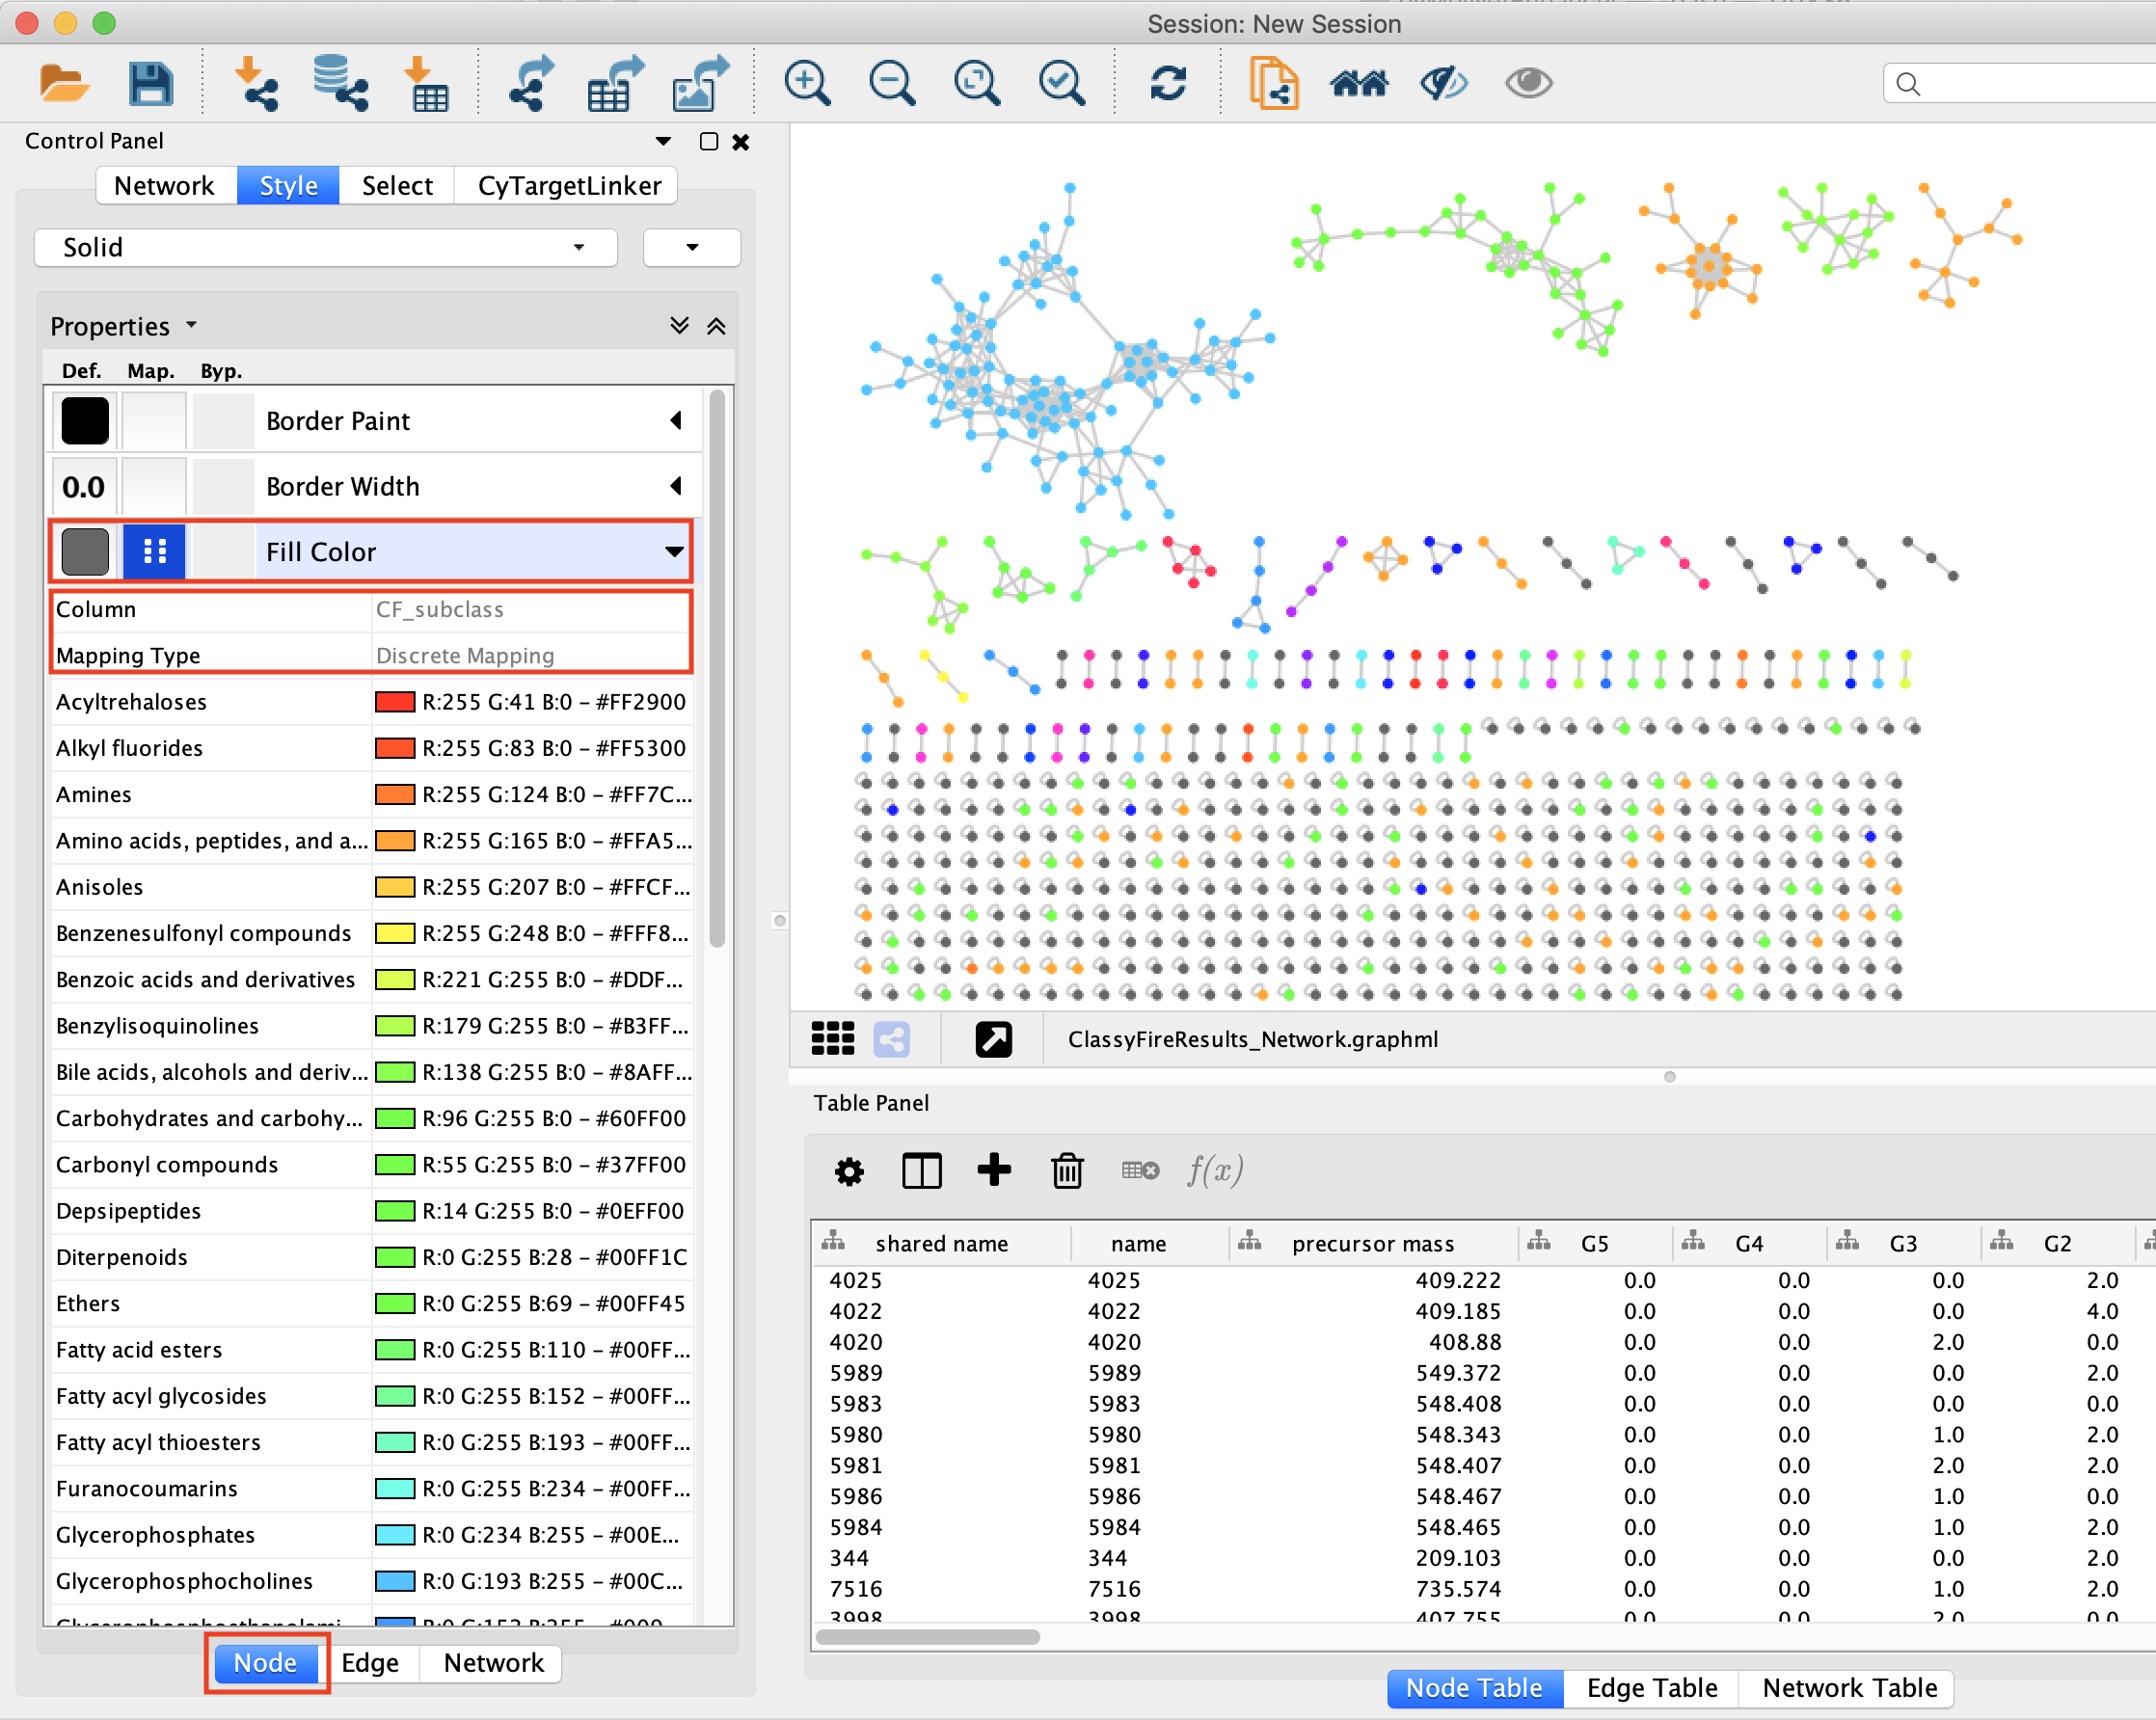 Session: New Session
Control Panel
Network Style Select CyTargetLinker
Solid
Properties
Def. Map. Byp.
Border Paint
0.0 Border Width
Fill Color
Column CF_subclass
Mapping Type Discrete Mapping
Acyltrehaloses R:255 G:41 B:0 – #FF2900
Alkyl fluorides R:255 G:83 B:0 – #FF5300
Amines R:255 G:124 B:0 – #FF7C...
Amino acids, peptides, and a... R:255 G:165 B:0 – #FFA5...
Anisoles R:255 G:207 B:0 – #FFCF...
Benzenesulfonyl compounds R:255 G:248 B:0 – #FFF8...
Benzoic acids and derivatives R:221 G:255 B:0 – #DDF...
Benzylisoquinolines R:179 G:255 B:0 – #B3FF...
Bile acids, alcohols and deriv... R:138 G:255 B:0 – #8AFF...
Carbohydrates and carbohy... R:96 G:255 B:0 – #60FF00
Carbonyl compounds R:55 G:255 B:0 – #37FF00
Depsipeptides R:14 G:255 B:0 – #0EFF00
Diterpenoids R:0 G:255 B:28 – #00FF1C
Ethers R:0 G:255 B:69 – #00FF45
Fatty acid esters R:0 G:255 B:110 – #00FF...
Fatty acyl glycosides R:0 G:255 B:152 – #00FF...
Fatty acyl thioesters R:0 G:255 B:193 – #00FF...
Furanocoumarins R:0 G:255 B:234 – #00FF...
Glycerophosphates R:0 G:234 B:255 – #00E...
Glycerophosphocholines R:0 G:193 B:255 – #00C...
Node Edge Network
ClassyFireResults_Network.graphml
Table Panel
f(x)
shared name name precursor mass G5 G4 G3 G2
4025 4025 409.222 0.0 0.0 0.0 2.0
4022 4022 409.185 0.0 0.0 0.0 4.0
4020 4020 408.88 0.0 0.0 2.0 0.0
5989 5989 549.372 0.0 0.0 0.0 2.0
5983 5983 548.408 0.0 0.0 0.0 0.0
5980 5980 548.343 0.0 0.0 1.0 2.0
5981 5981 548.407 0.0 0.0 2.0 2.0
5986 5986 548.467 0.0 0.0 1.0 0.0
5984 5984 548.465 0.0 0.0 1.0 2.0
344 344 209.103 0.0 0.0 0.0 2.0
7516 7516 735.574 0.0 0.0 1.0 2.0
3998 3998 407.755 0.0 0.0 2.0 0.0
Node Table Edge Table Network Table